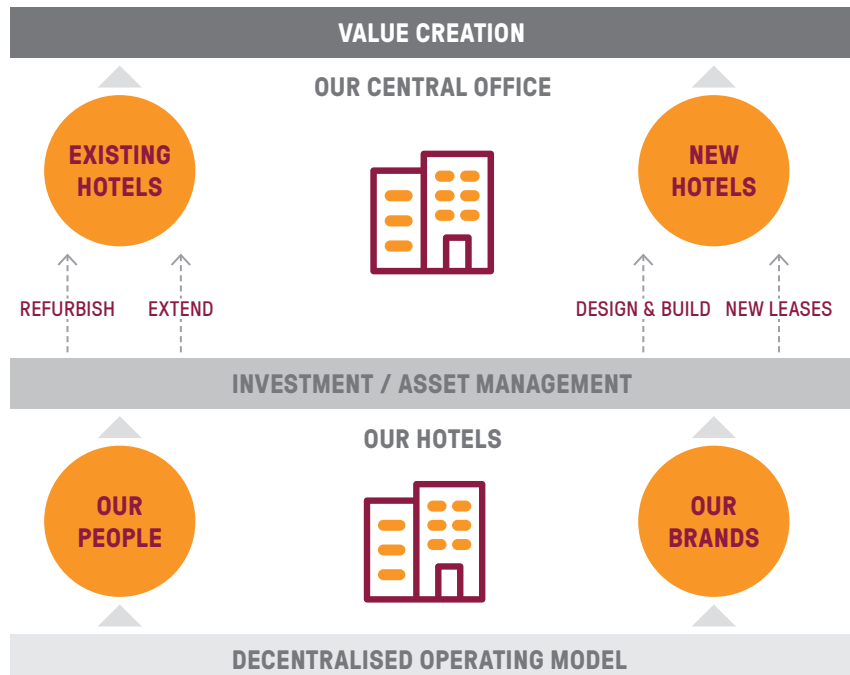 VALUE CREATION
OUR CENTRAL OFFICE
EXISTING
HOTELS
NEW
HOTELS
REFURBISH
EXTEND
DESIGN & BUILD
NEW LEASES
INVESTMENT / ASSET MANAGEMENT
OUR HOTELS
OUR
PEOPLE
OUR
BRANDS
DECENTRALISED OPERATING MODEL